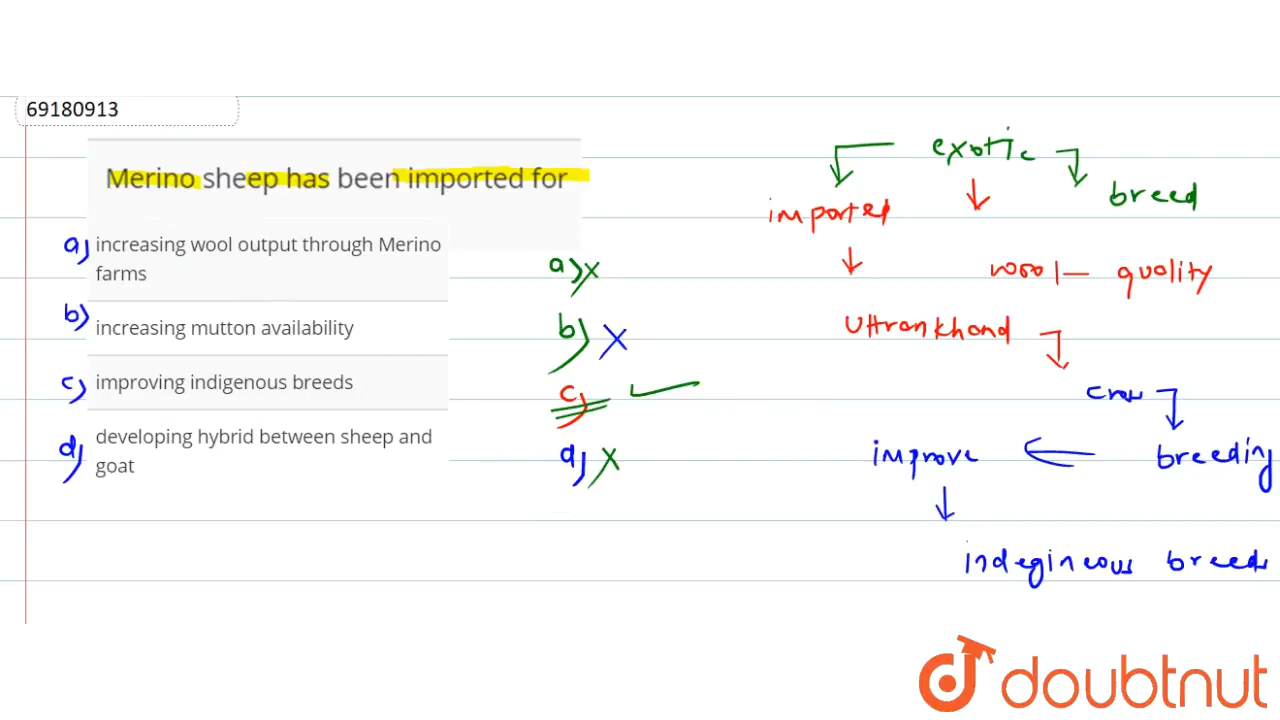 69180913
Merino sheep has been imported for
a) increasing wool output through Merino
farms
b) increasing mutton availability
c) improving indigenous breeds
d) developing hybrid between sheep and
goat
a) x
b) x
c) ✓
d) x
exotic
imported
breed
wool — quality
Uttrankhand
cross
breeding
improve
indegineous breeds
doubtnut